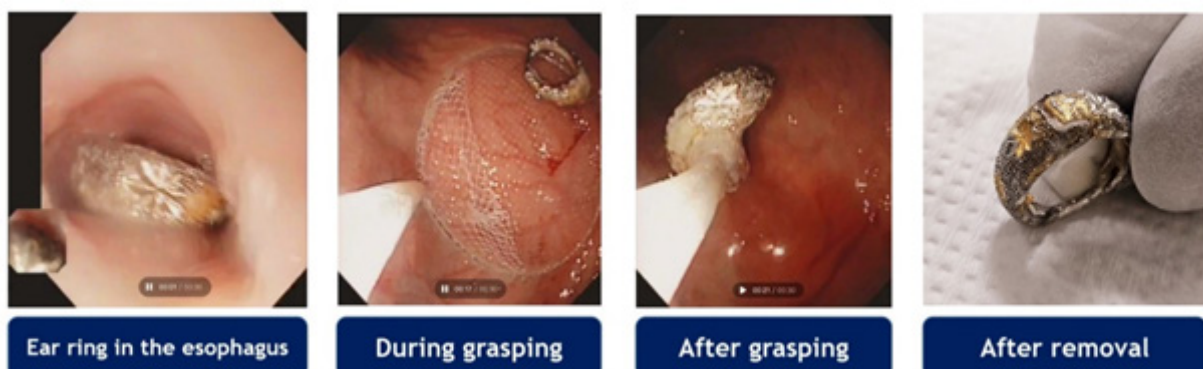 Ear ring in the esophagus
During grasping
After grasping
After removal